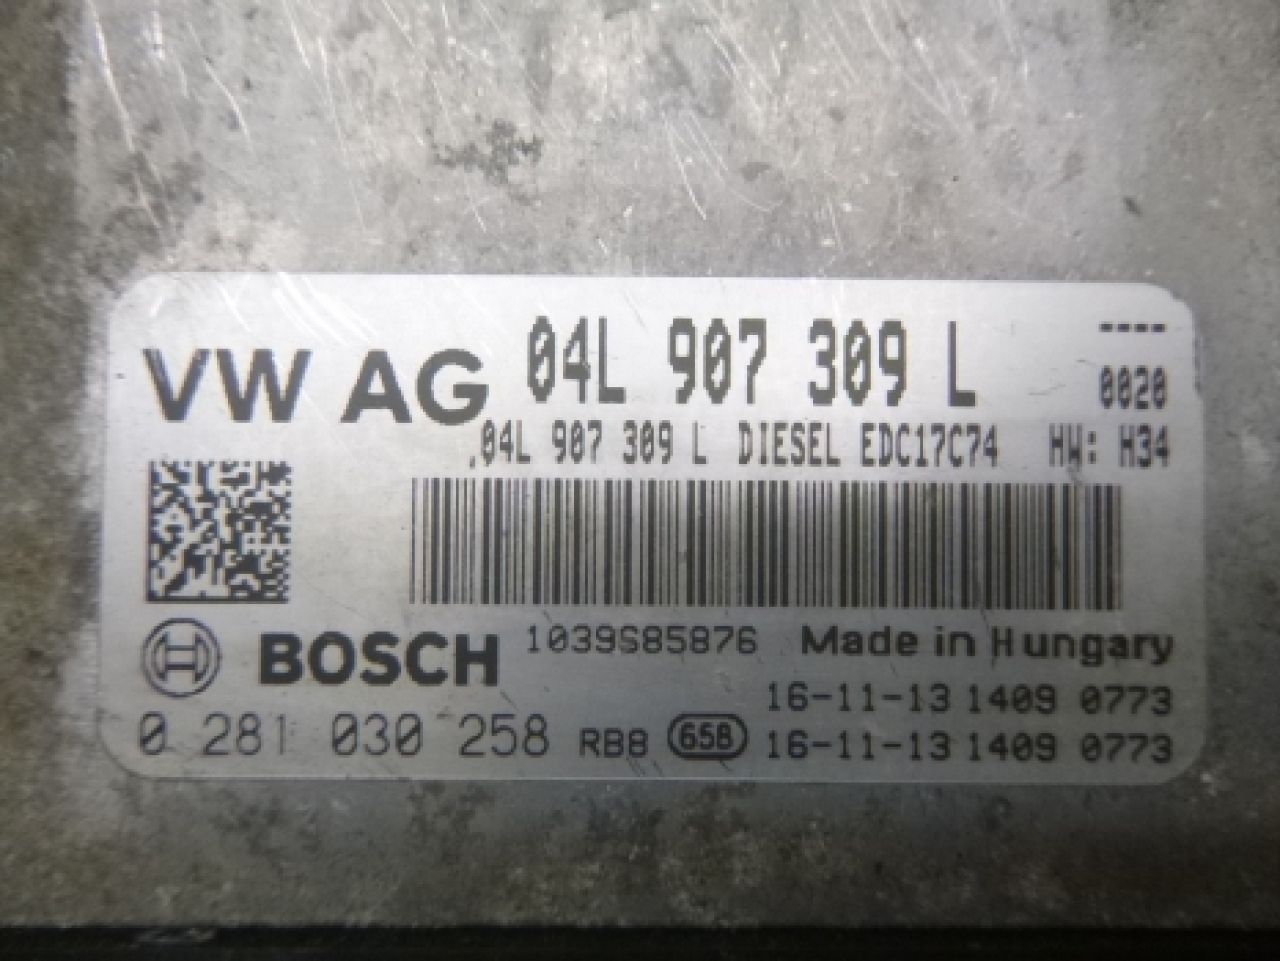 VW AG 04L 907 309 L ----
0020
04L 907 309 L DIESEL EDC17C74 HW: H34
BOSCH 1039S85876 Made in Hungary
16-11-13 1409 0773
0 281 030 258 RB8 658 16-11-13 1409 0773